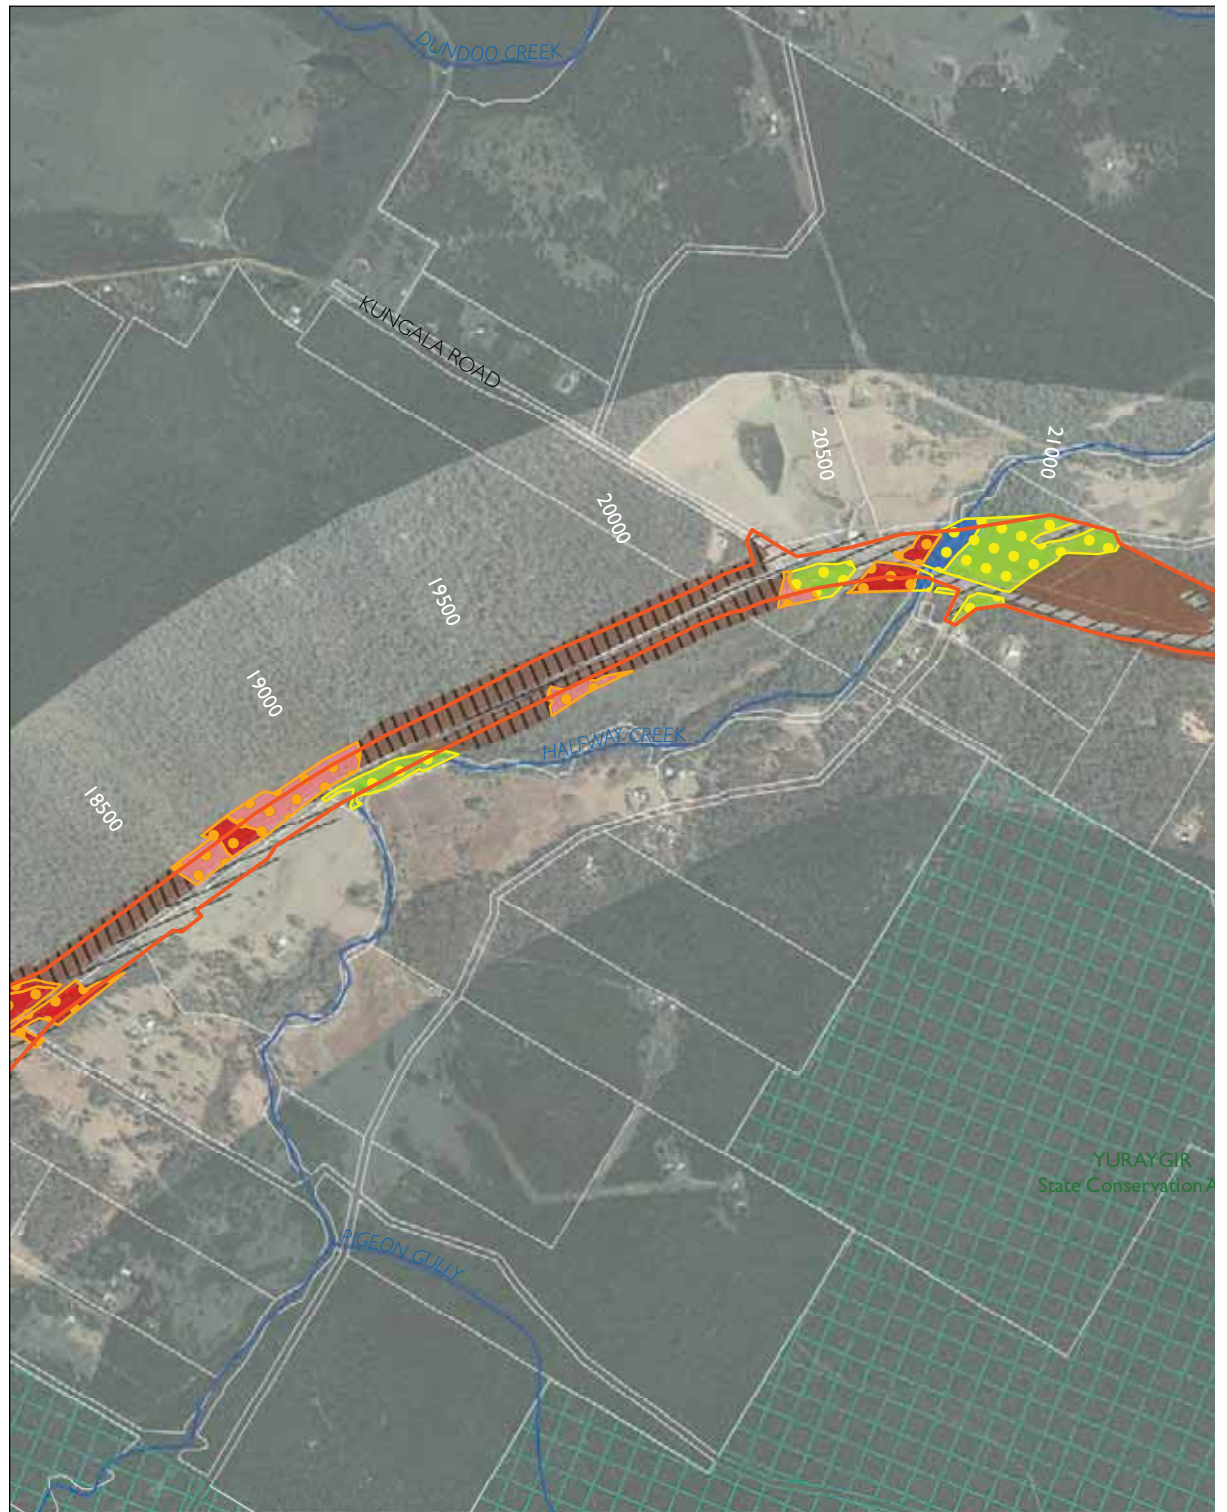 DUNDOO CREEK
KUNGALA ROAD
21000
20500
20000
19500
19000
18500
HALFWAY CREEK
YURAYGIR
State Conservation A
PIGEON GULLY